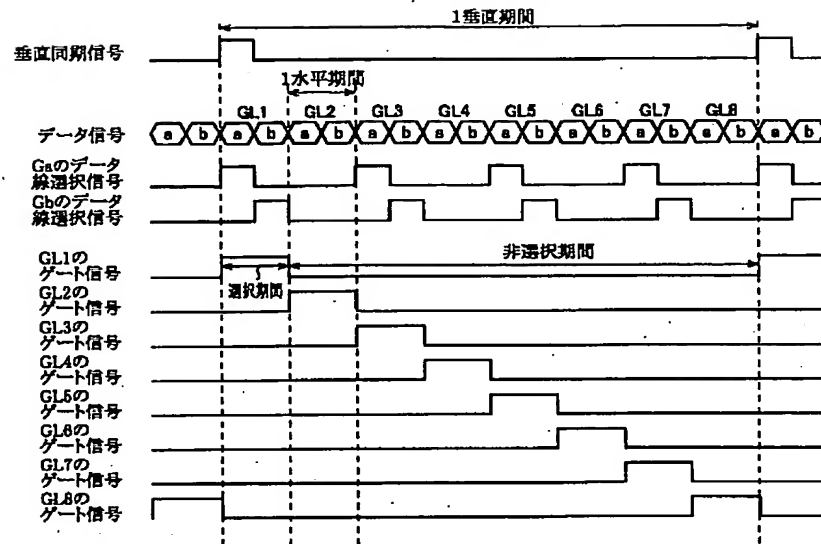 1垂直期間
垂直同期信号
1水平期間
GL1 GL2 GL3 GL4 GL5 GL6 GL7 GL8
データ信号 a b a b a b a b a b a b a b a b a b a b
Gaのデータ
線選択信号
Gbのデータ
線選択信号
GL1の
ゲート信号
選択期間
非選択期間
GL2の
ゲート信号
GL3の
ゲート信号
GL4の
ゲート信号
GL5の
ゲート信号
GL6の
ゲート信号
GL7の
ゲート信号
GL8の
ゲート信号